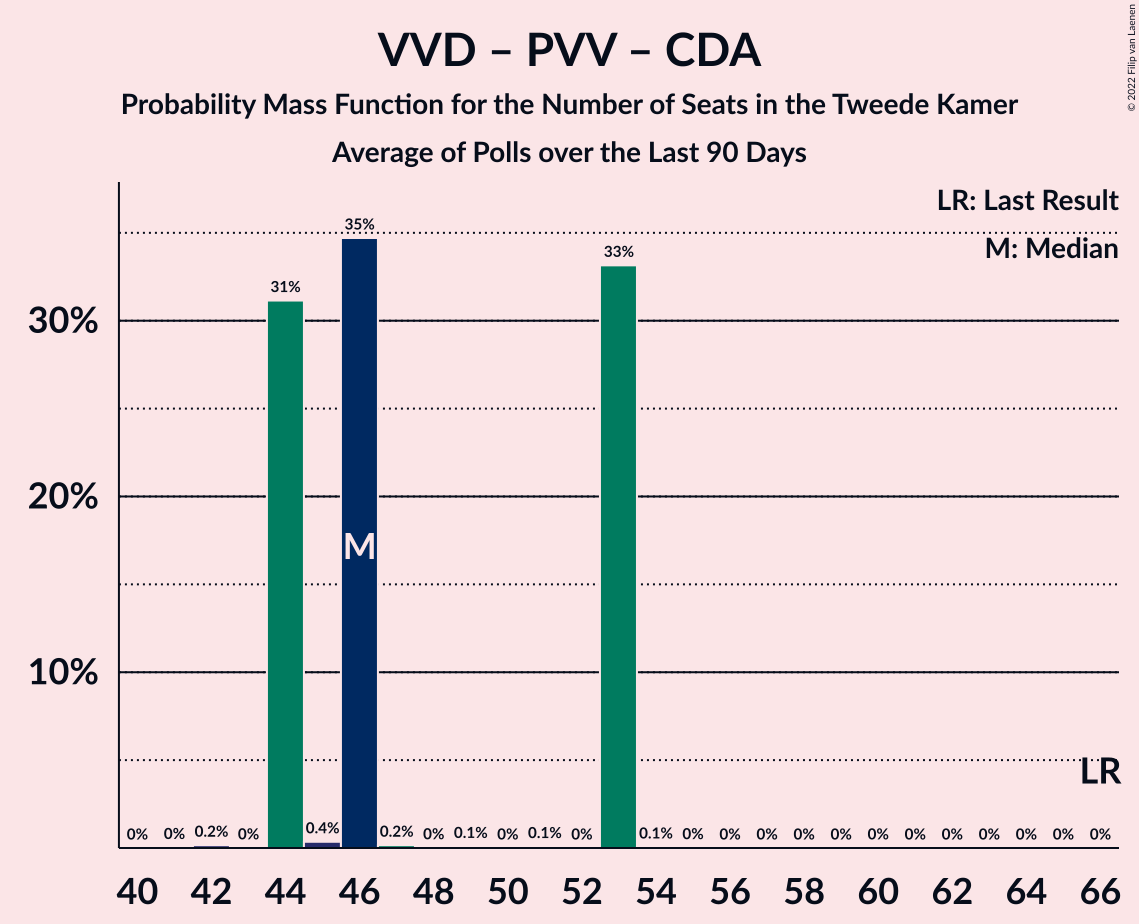 VVD – PVV – CDA
Probability Mass Function for the Number of Seats in the Tweede Kamer
Average of Polls over the Last 90 Days
© 2022 Filip van Laenen
LR: Last Result
M: Median
30%
20%
10%
0% 0% 0.2% 0% 31% 0.4% 35% 0.2% 0% 0.1% 0% 0.1% 0% 33% 0.1% 0% 0% 0% 0% 0% 0% 0% 0% 0% 0% 0% 0%
M
LR
40 42 44 46 48 50 52 54 56 58 60 62 64 66